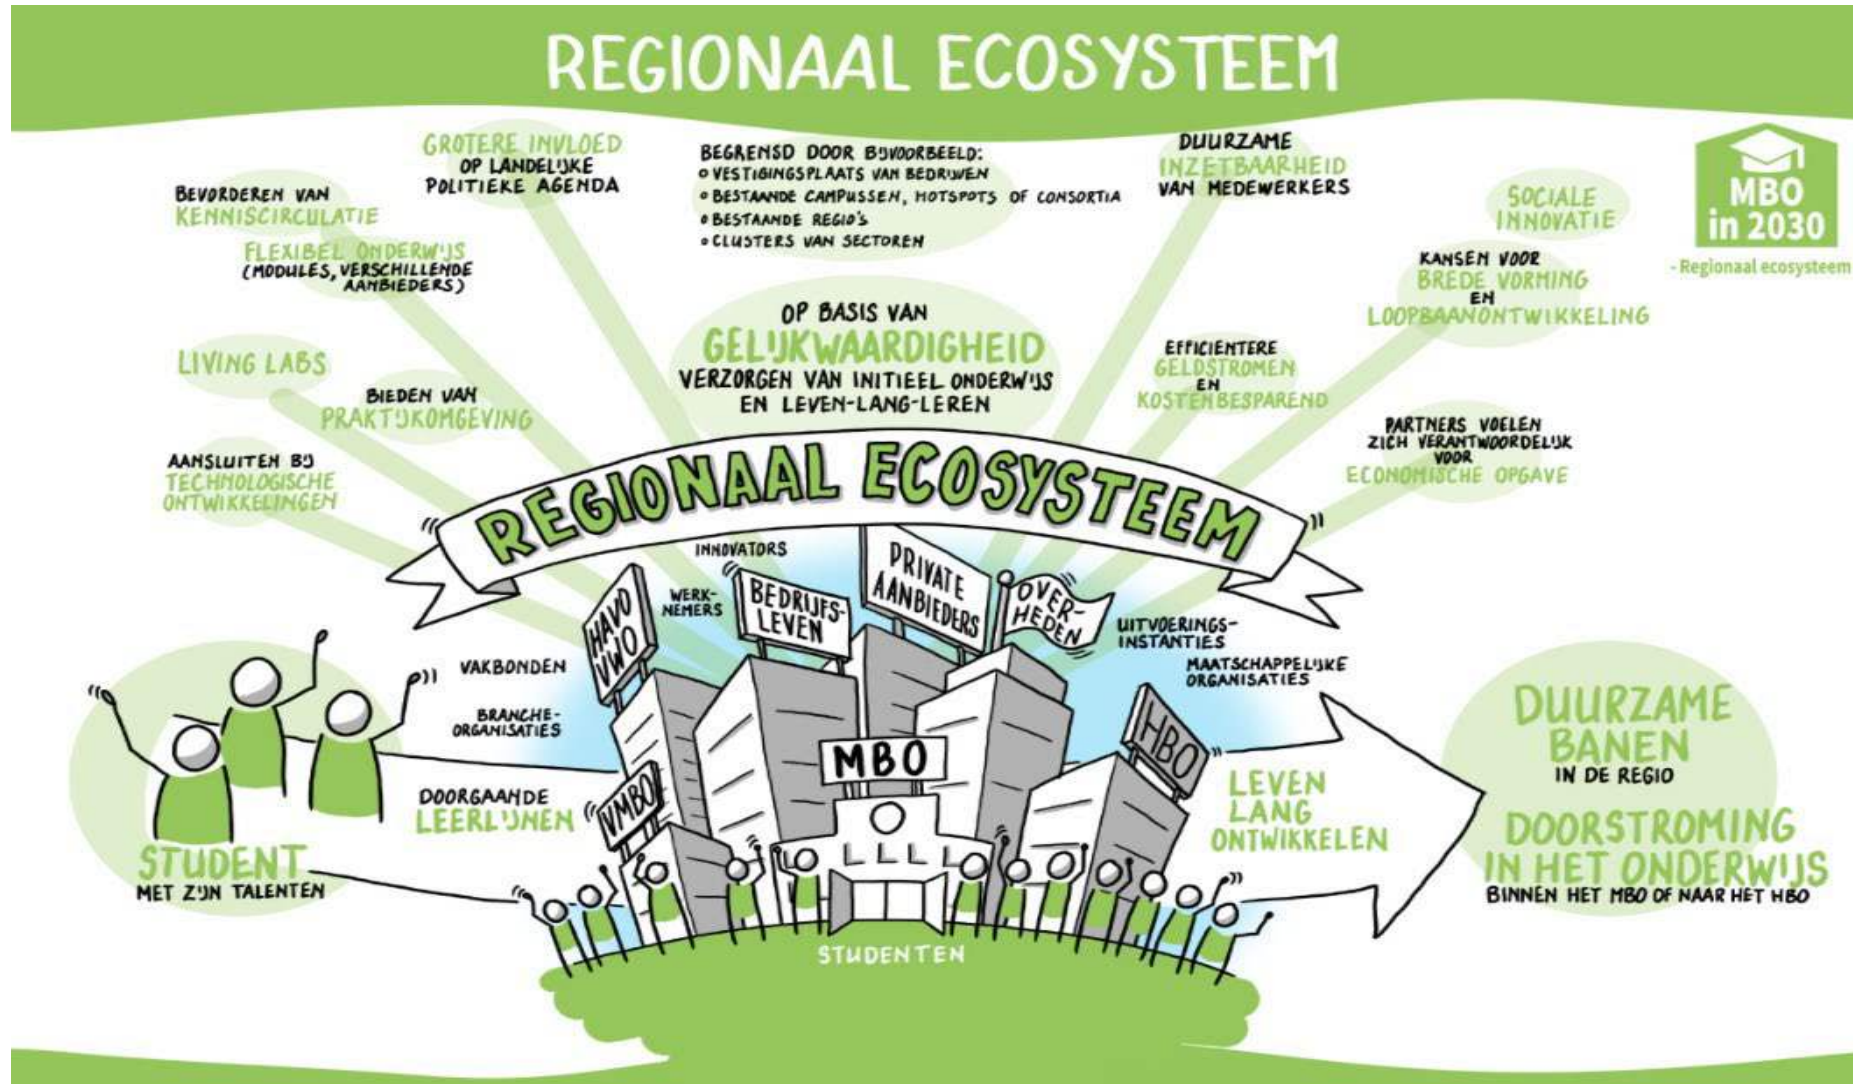 REGIONAAL ECOSYSTEEM
GROTERE INVLOED
OP LANDELIJKE
POLITIEKE AGENDA
BEVORDEREN VAN
KENNISCIRCULATIE
FLEXIBEL ONDERWIJS
(MODULES, VERSCHILLENDE
AANBIEDERS)
LIVING LABS
BIEDEN VAN
PRAKTIJKOMGEVING
AANSLUITEN BIJ
TECHNOLOGISCHE
ONTWIKKELINGEN
BEGRENSD DOOR BIJVOORBEELD:
VESTIGINGSPLAATS VAN BEDRIJVEN
BESTAANDE CAMPUSSEN, HOTSPOTS OF CONSORTIA
BESTAANDE REGIO'S
CLUSTERS VAN SECTOREN
OP BASIS VAN
GELIJKWAARDIGHEID
VERZORGEN VAN INITIEEL ONDERWIJS
EN LEVEN-LANG-LEREN
DUURZAME
INZETBAARHEID
VAN MEDEWERKERS
SOCIALE
INNOVATIE
KANSEN VOOR
BREDE VORMING
EN
LOOPBAANONTWIKKELING
EFFICIENTERE
GELDSTROMEN
EN
KOSTENBESPAREND
PARTNERS VOELEN
ZICH VERANTWOORDELIJK
VOOR
ECONOMISCHE OPGAVE
MBO
in 2030
- Regionaal ecosysteem
REGIONAAL ECOSYSTEEM
INNOVATORS
WERK-
NEMERS
VAKBONDEN
BRANCHE-
ORGANISATIES
HAVO
VWO
BEDRIJFS-
LEVEN
PRIVATE
AANBIEDERS
OVER-
HEDEN
UITVOERINGS-
INSTANTIES
MAATSCHAPPELIJKE
ORGANISATIES
HBO
MBO
VMBO
DOORGAANDE
LEERLIJNEN
STUDENT
MET ZIJN TALENTEN
LEVEN
LANG
ONTWIKKELEN
DUURZAME
BANEN
IN DE REGIO
DOORSTROMING
IN HET ONDERWIJS
BINNEN HET MBO OF NAAR HET HBO
STUDENTEN